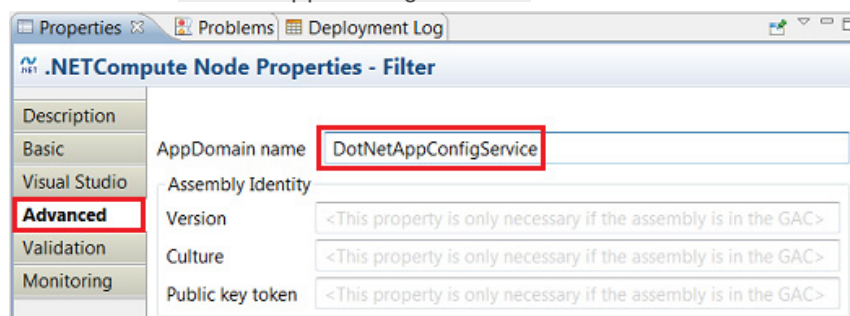 Properties Problems Deployment Log
.NETCompute Node Properties - Filter
Description
Basic
AppDomain name DotNetAppConfigService
Visual Studio
Assembly Identity
Advanced
Version <This property is only necessary if the assembly is in the GAC>
Validation
Culture <This property is only necessary if the assembly is in the GAC>
Monitoring
Public key token <This property is only necessary if the assembly is in the GAC>